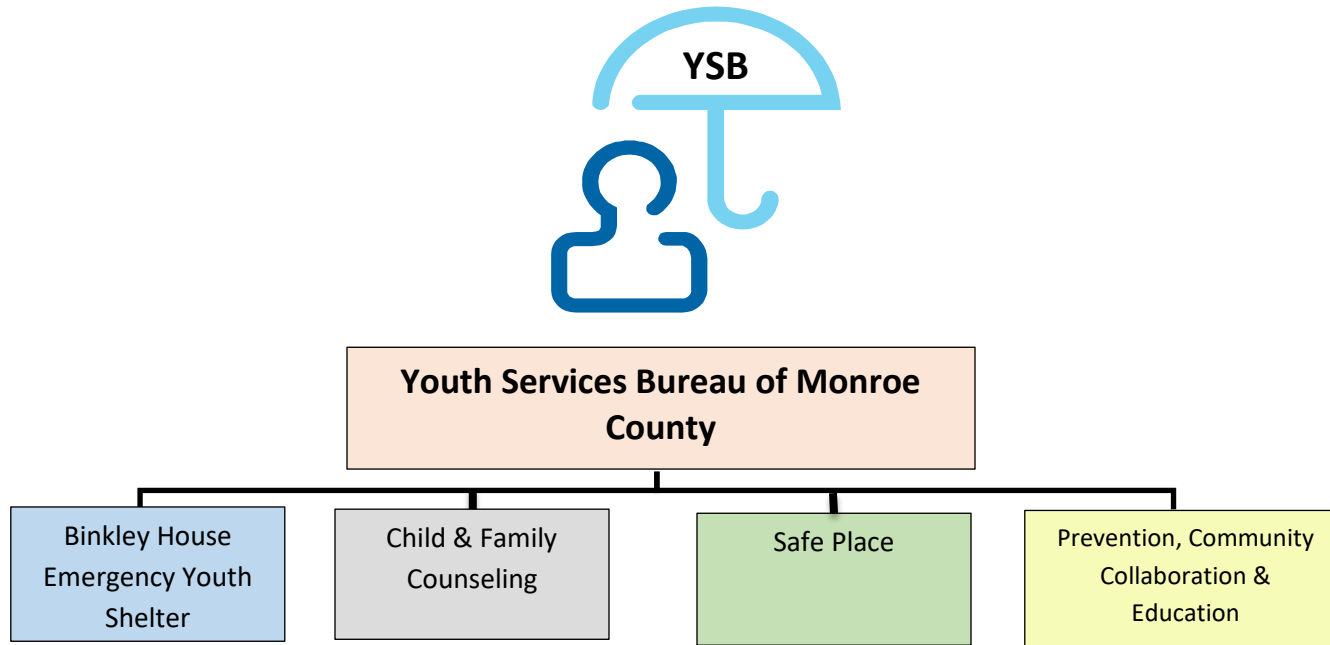 YSB
Youth Services Bureau of Monroe
County
Binkley House
Emergency Youth
Shelter
Child & Family
Counseling
Safe Place
Prevention, Community
Collaboration &
Education